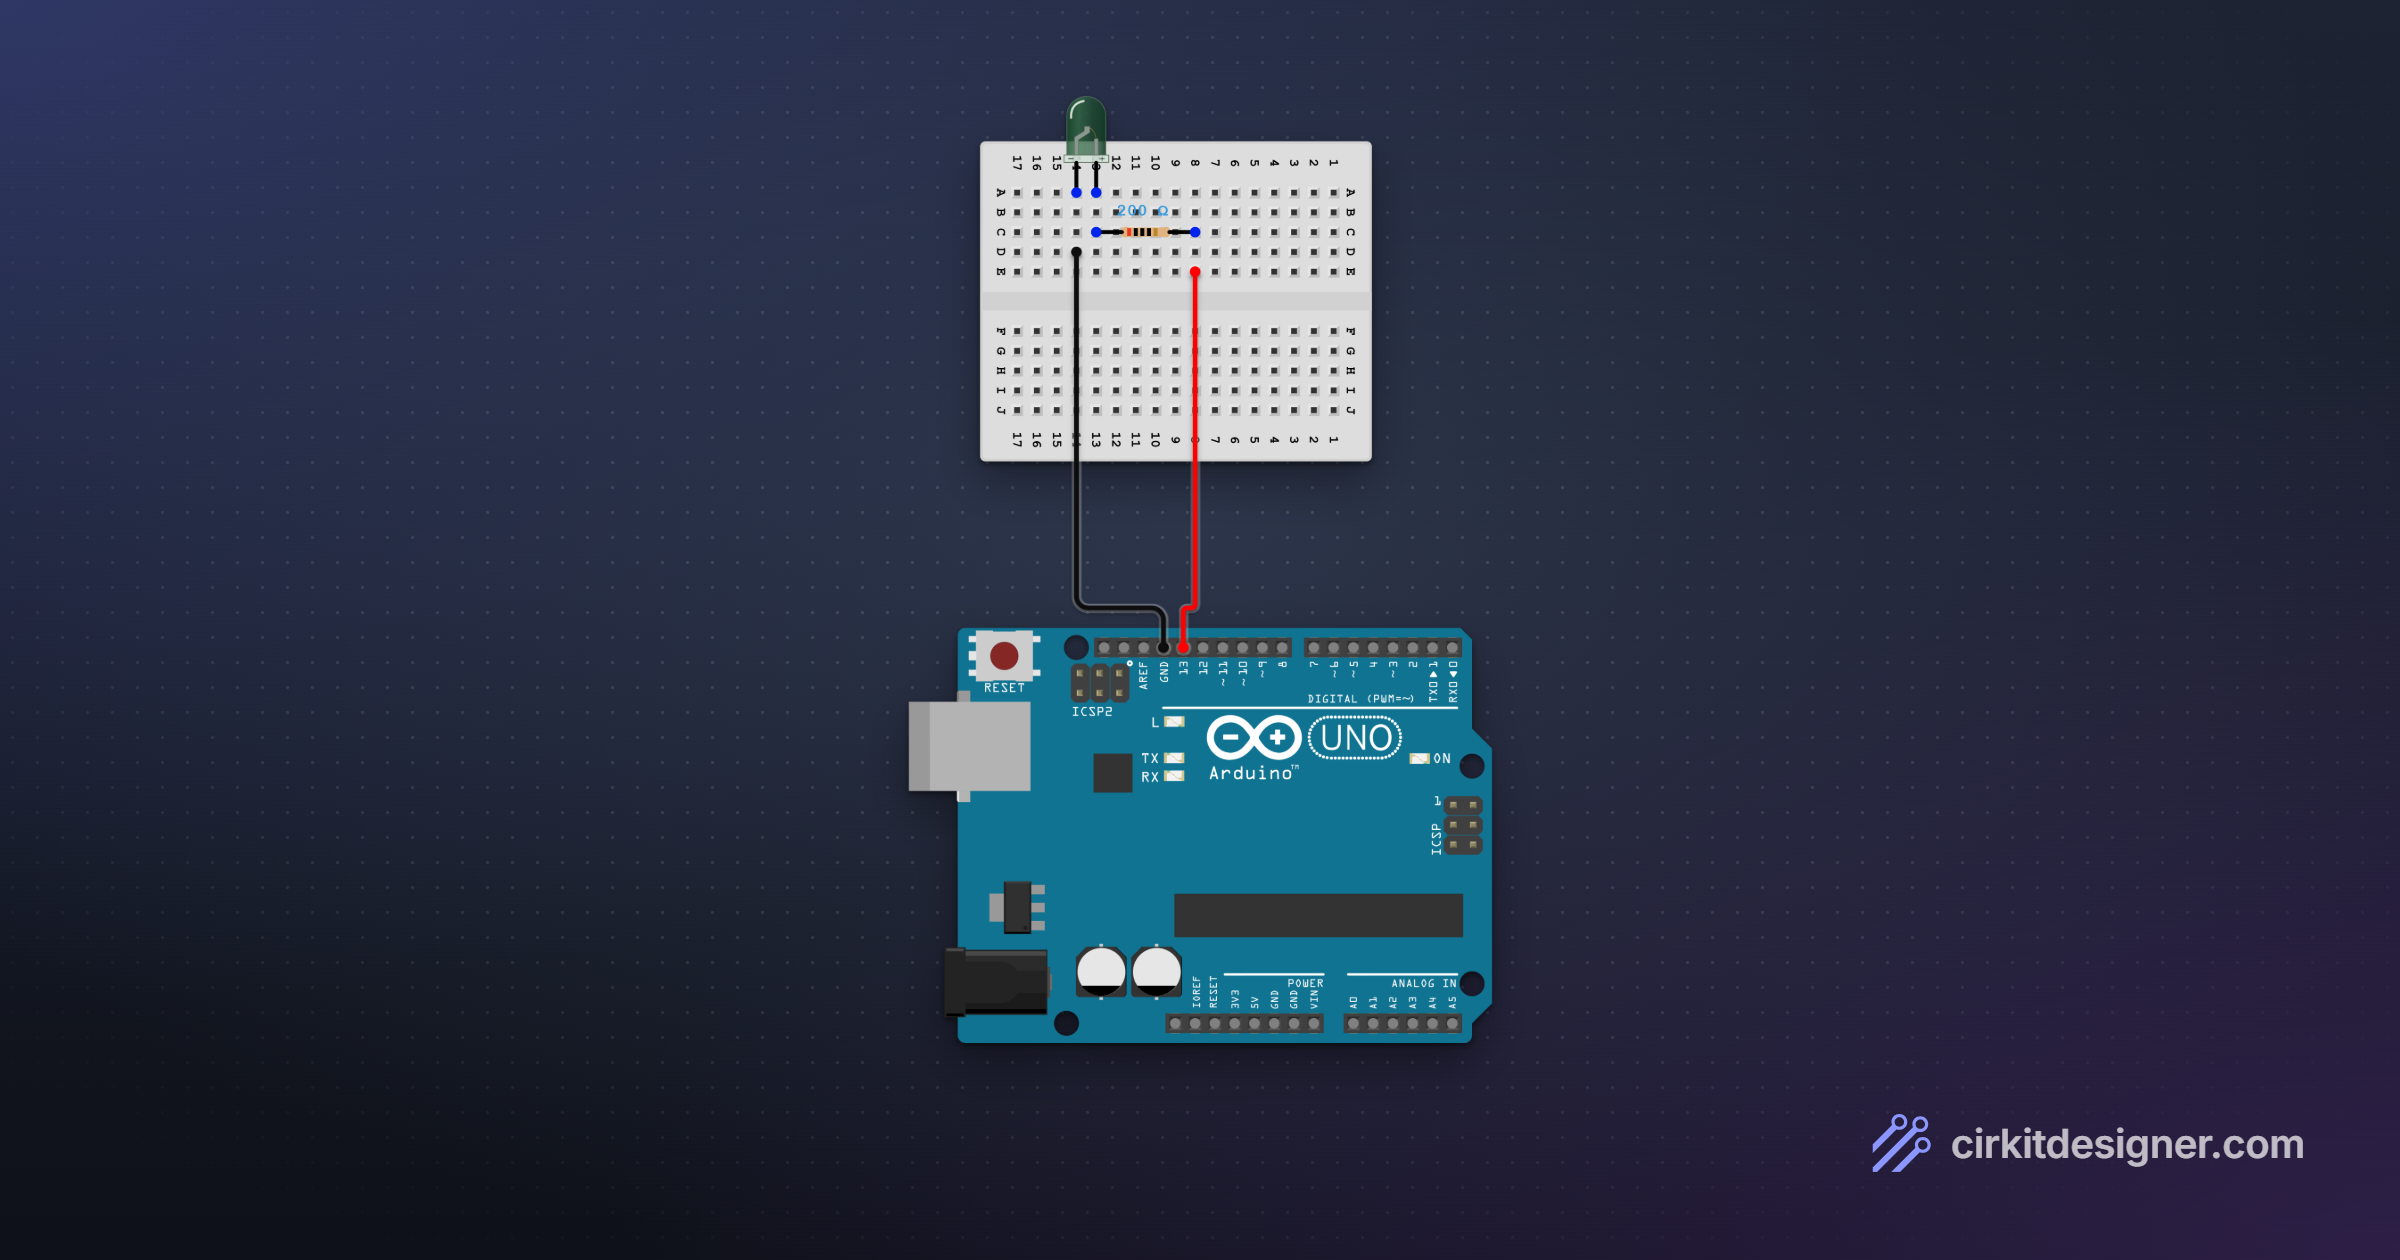 17 16 15 12 11 10 9 8 7 6 5 4 3 2 1
A A
B 200 Ω B
C C
D D
E E
F F
G G
H H
I I
J J
17 16 15 13 12 11 10 9 7 6 5 4 3 2 1
RESET
ICSP2
AREF GND 13 12 ~11 ~10 ~9 8 7 ~6 ~5 4 ~3 2 TX0▶1 RX0◀0
DIGITAL (PWM=~)
L
TX
RX
Arduino™
UNO
ON
1
ICSP
POWER
ANALOG IN
IOREF RESET 3V3 5V GND GND VIN A0 A1 A2 A3 A4 A5
cirkitdesigner.com